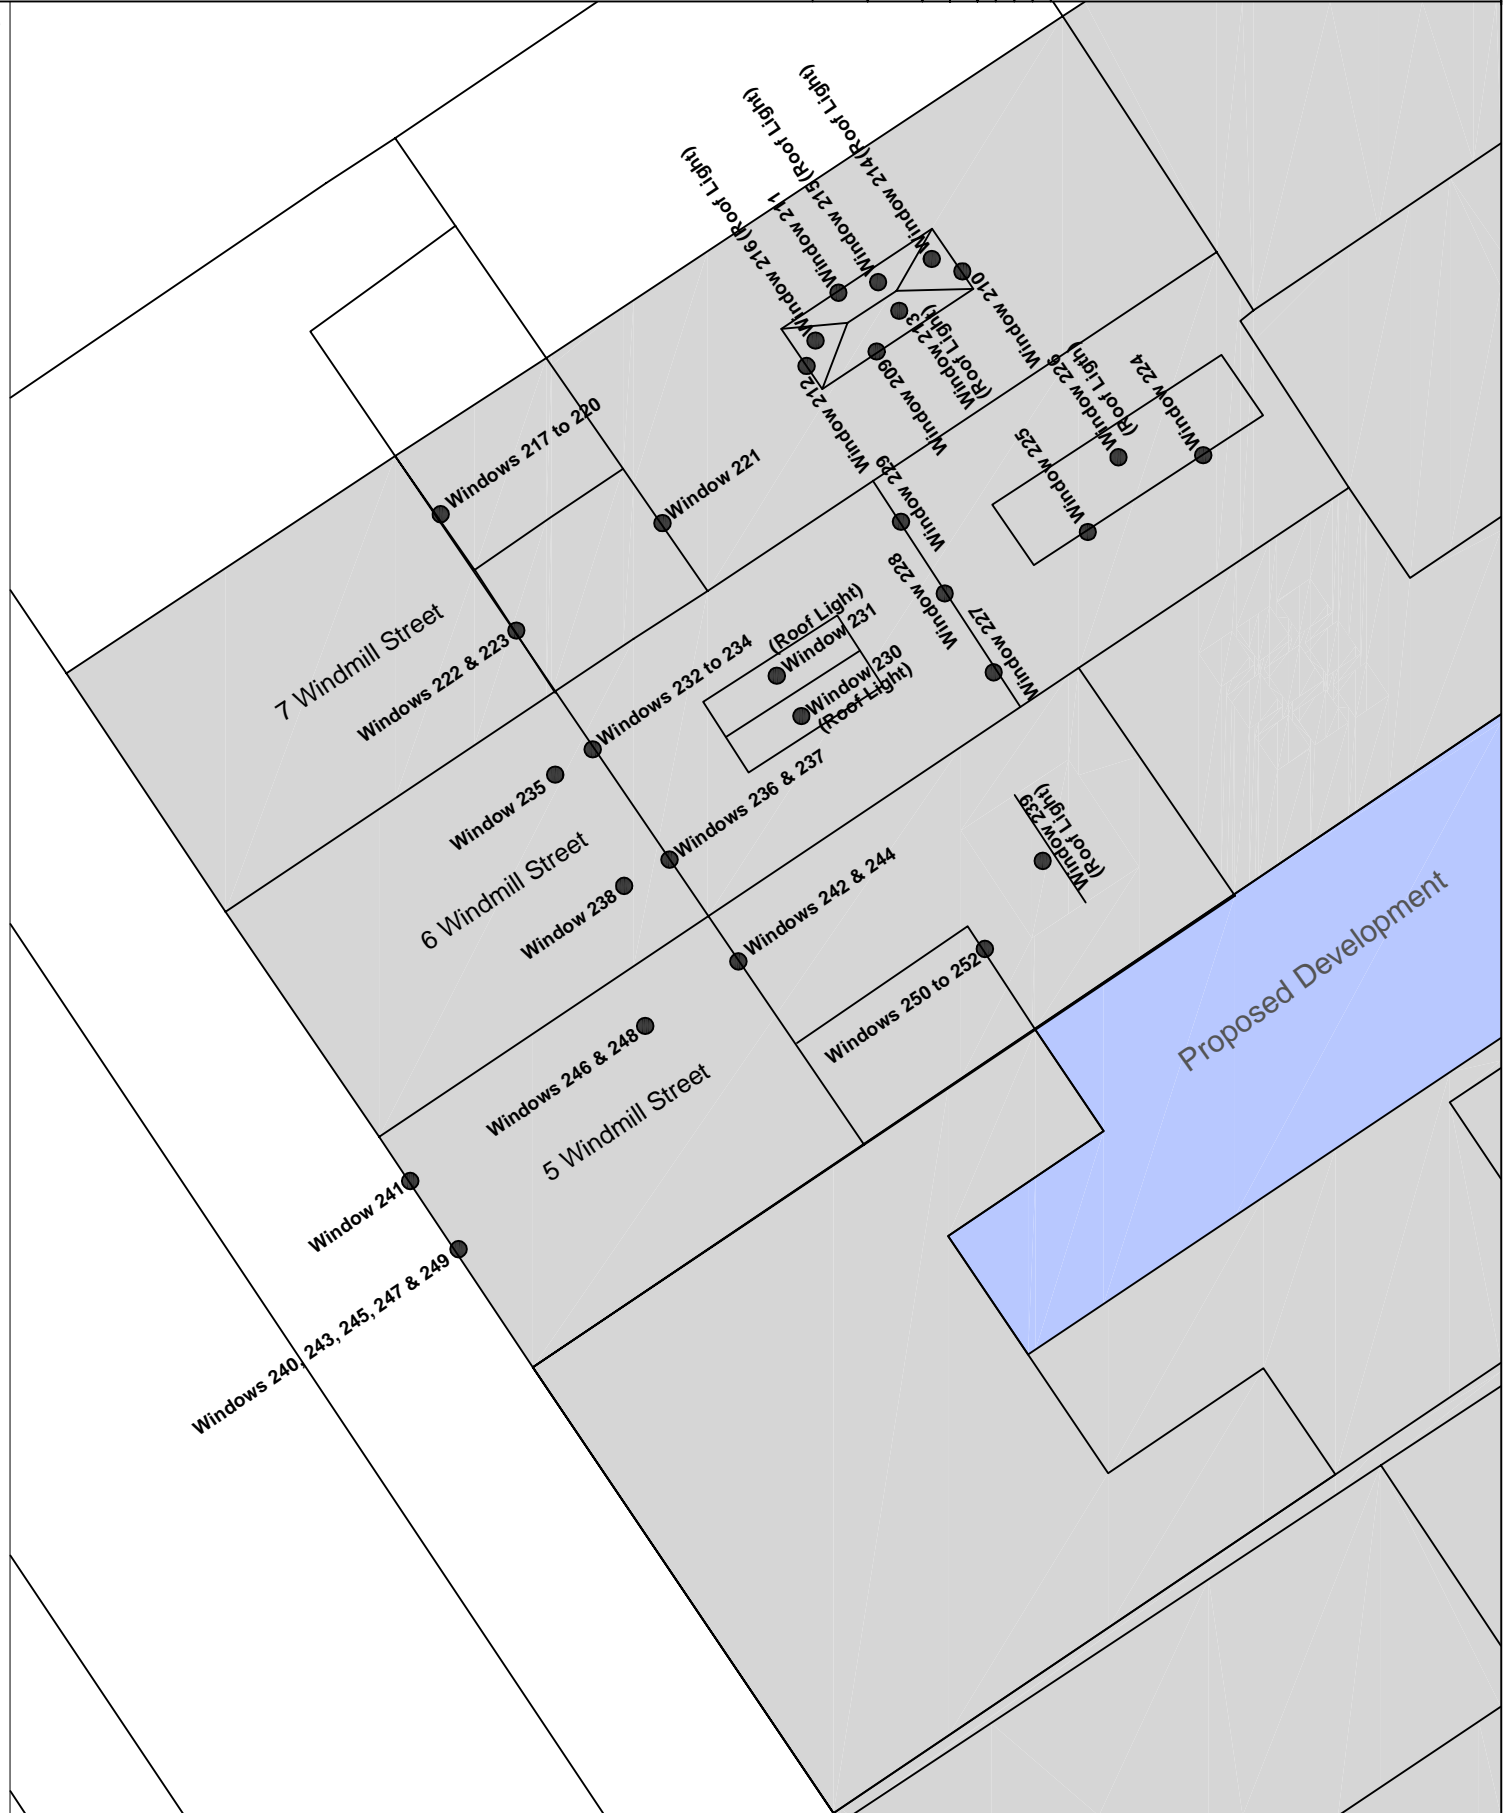 Window 214(Roof Light)
Window 215(Roof Light)
Window 211
Window 216(Roof Light)
Window 210
Window 213
(Roof Light)
Window 209
Window 212
Window 224
Window 226
(Roof Ligth)
Window 225
Windows 217 to 220
Window 221
Window 229
Window 228
Window 227
7 Windmill Street
Windows 222 & 223
(Roof Light)
Window 231
Window 230
(Roof Light)
Windows 232 to 234
Window 235
6 Windmill Street
Windows 236 & 237
Window 238
Window 239
(Roof Light)
Windows 242 & 244
Windows 250 to 252
Proposed Development
Windows 246 & 248
5 Windmill Street
Window 241
Windows 240, 243, 245, 247 & 249